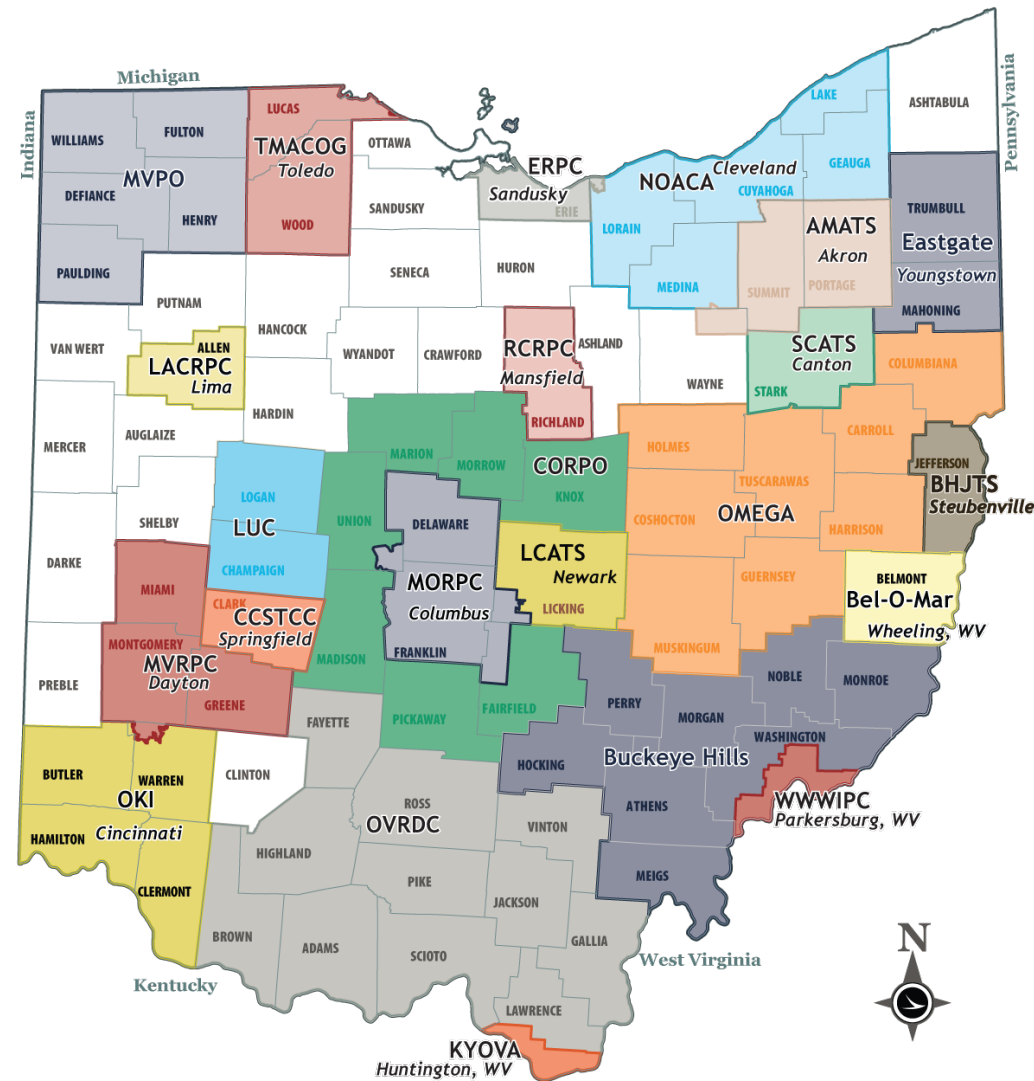 Michigan
Indiana
Pennsylvania
WILLIAMS
FULTON
DEFIANCE
MVPO
HENRY
PAULDING
LUCAS
TMACOG
Toledo
WOOD
OTTAWA
SANDUSKY
ERPC
Sandusky
ERIE
NOACA
Cleveland
LAKE
GEAUGA
CUYAHOGA
LORAIN
MEDINA
ASHTABULA
AMATS
Akron
SUMMIT
PORTAGE
TRUMBULL
Eastgate
Youngstown
MAHONING
PUTNAM
HANCOCK
SENECA
HURON
VAN WERT
ALLEN
LACRPC
Lima
WYANDOT
CRAWFORD
RCRPC
Mansfield
RICHLAND
ASHLAND
WAYNE
SCATS
Canton
STARK
COLUMBIANA
HARDIN
MERCER
AUGLAIZE
MARION
MORROW
CORPO
KNOX
HOLMES
CARROLL
TUSCARAWAS
JEFFERSON
BHJTS
Steubenville
LOGAN
LUC
CHAMPAIGN
UNION
DELAWARE
COSHOCTON
OMEGA
HARRISON
SHELBY
DARKE
LCATS
Newark
LICKING
GUERNSEY
BELMONT
Bel-O-Mar
Wheeling, WV
MIAMI
CLARK
CCSTCC
Springfield
MORPC
Columbus
FRANKLIN
MONTGOMERY
MVRPC
Dayton
GREENE
MADISON
MUSKINGUM
PREBLE
FAYETTE
PICKAWAY
FAIRFIELD
PERRY
MORGAN
NOBLE
MONROE
WASHINGTON
Buckeye Hills
HOCKING
ATHENS
MEIGS
WWWIPC
Parkersburg, WV
BUTLER
WARREN
OKI
Cincinnati
HAMILTON
CLERMONT
CLINTON
ROSS
OVRDC
HIGHLAND
VINTON
PIKE
JACKSON
BROWN
ADAMS
SCIOTO
GALLIA
LAWRENCE
Kentucky
West Virginia
KYOVA
Huntington, WV
N